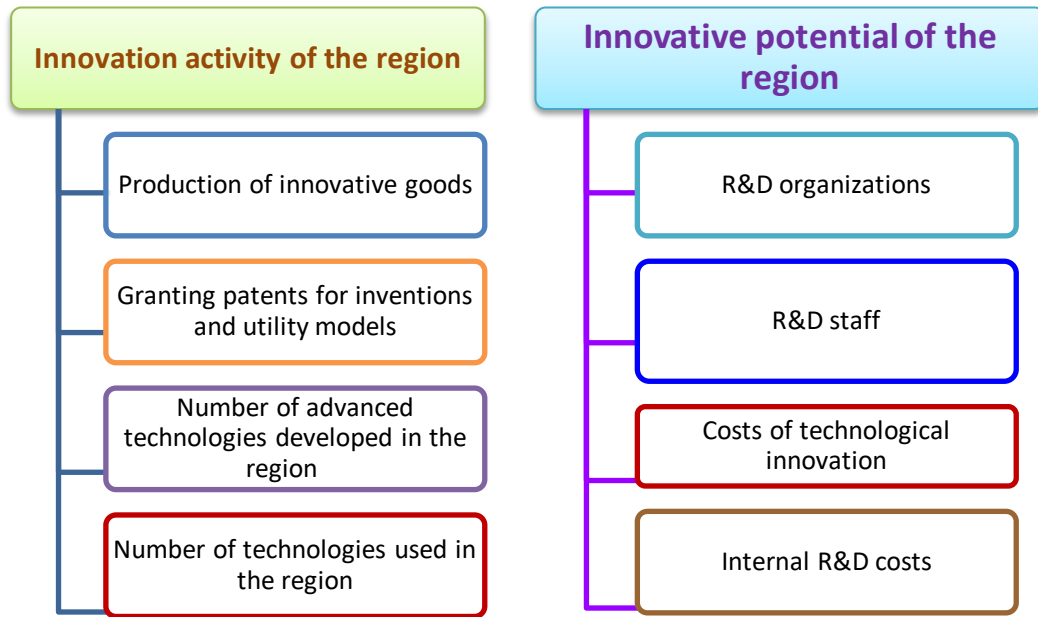 Innovation activity of the region
Production of innovative goods
Granting patents for inventions
and utility models
Number of advanced
technologies developed in the
region
Number of technologies used in
the region
Innovative potential of the
region
R&D organizations
R&D staff
Costs of technological
innovation
Internal R&D costs